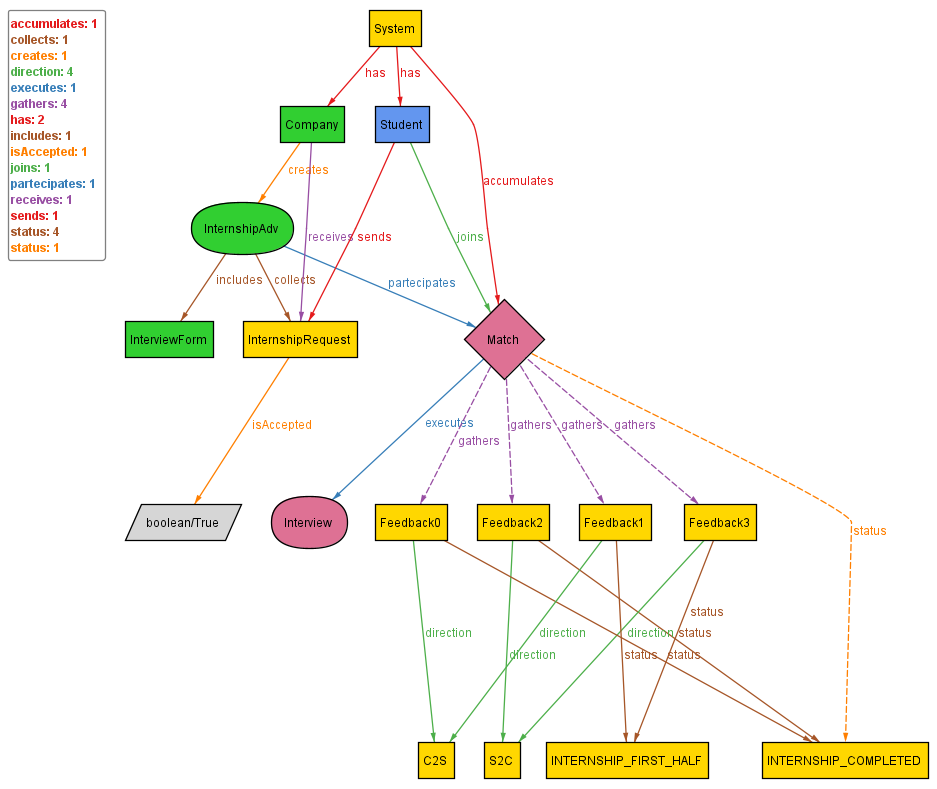 accumulates: 1
collects: 1
creates: 1
direction: 4
executes: 1
gathers: 4
has: 2
includes: 1
isAccepted: 1
joins: 1
partecipates: 1
receives: 1
sends: 1
status: 4
status: 1
System
has has
Company Student
creates accumulates
InternshipAdv
receives sends joins
includes collects partecipates
InterviewForm InternshipRequest Match
isAccepted executes gathers gathers gathers
gathers
boolean/True Interview Feedback0 Feedback2 Feedback1 Feedback3
status
status
direction direction direction status
direction status status
C2S S2C INTERNSHIP_FIRST_HALF INTERNSHIP_COMPLETED